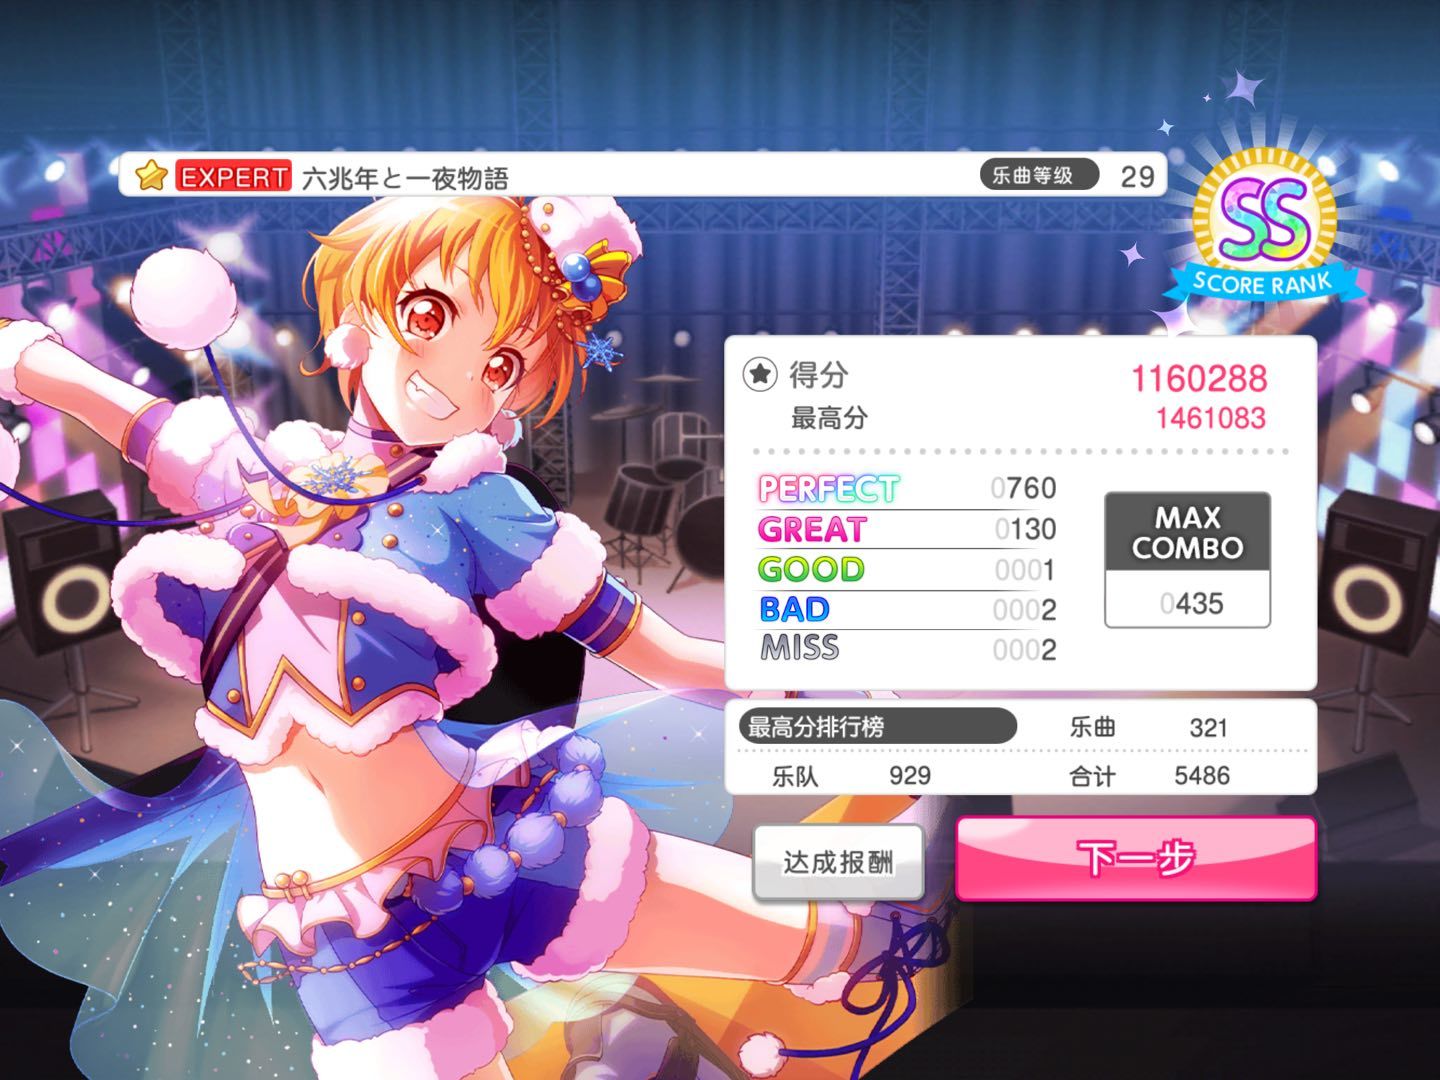 EXPERT 六兆年と一夜物語 乐曲等级 29
SS
SCORE RANK
得分 1160288
最高分 1461083
PERFECT 0760
GREAT 0130
GOOD 0001
BAD 0002
MISS 0002
MAX
COMBO
0435
最高分排行榜 乐曲 321
乐队 929 合计 5486
达成报酬 下一步